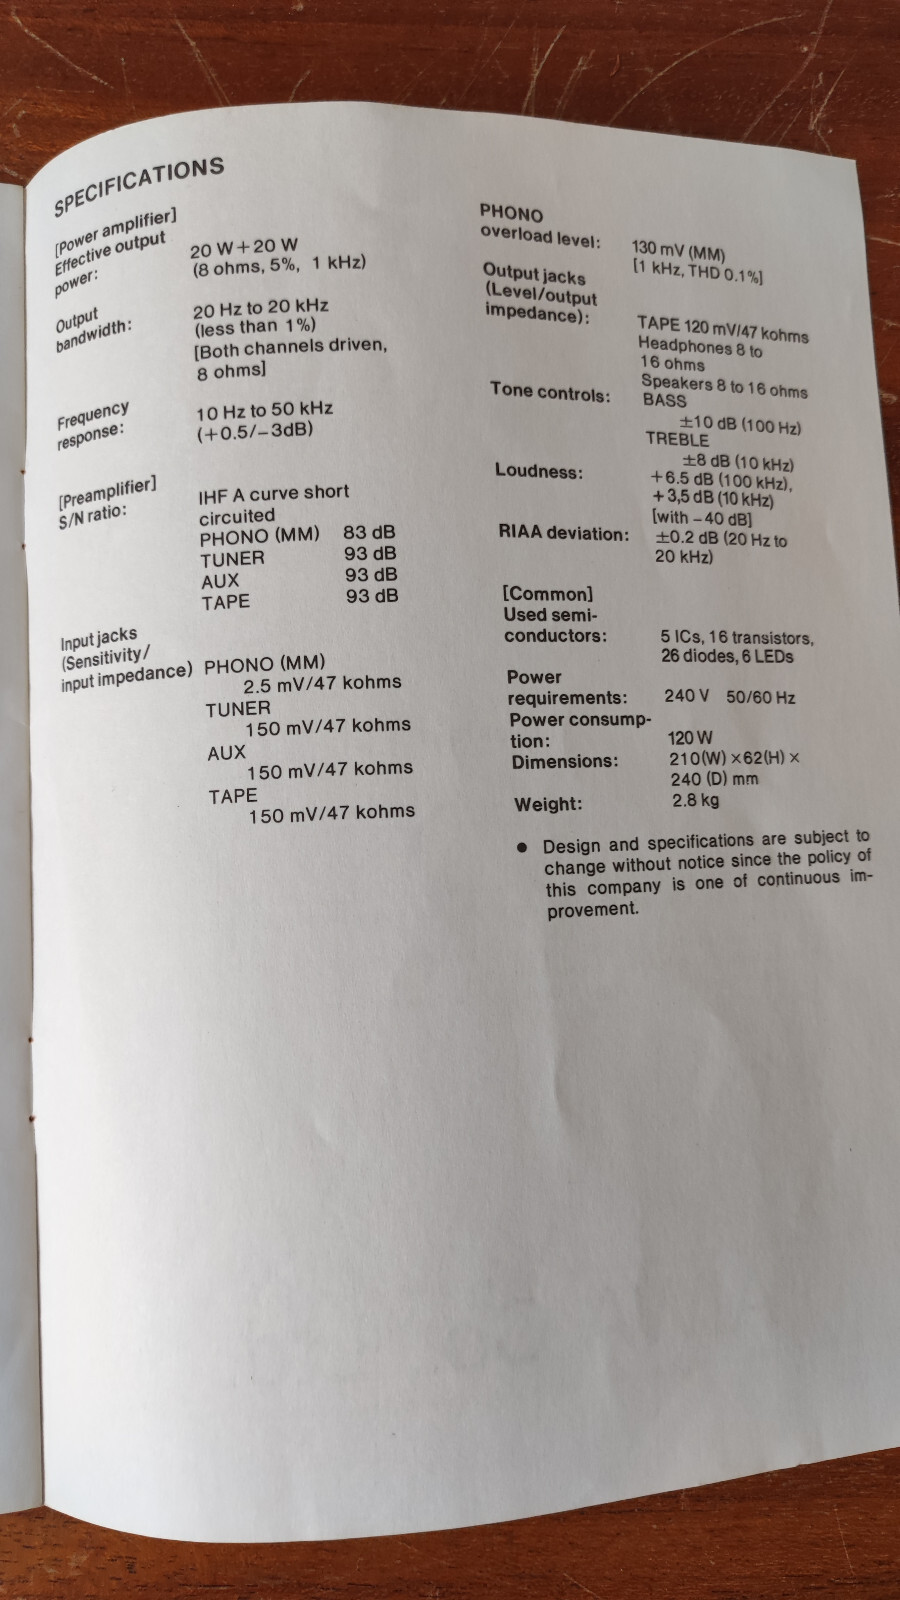 SPECIFICATIONS
[Power amplifier]
Effective output
power:
20 W+20 W
(8 ohms, 5%, 1 kHz)
Output
bandwidth:
20 Hz to 20 kHz
(less than 1%)
[Both channels driven,
8 ohms]
Frequency
response:
10 Hz to 50 kHz
(+0.5/−3dB)
[Preamplifier]
S/N ratio:
IHF A curve short
circuited
PHONO (MM) 83 dB
TUNER 93 dB
AUX 93 dB
TAPE 93 dB
Input jacks
(Sensitivity/
input impedance)
PHONO (MM)
2.5 mV/47 kohms
TUNER
150 mV/47 kohms
AUX
150 mV/47 kohms
TAPE
150 mV/47 kohms
PHONO
overload level:
130 mV (MM)
[1 kHz, THD 0.1%]
Output jacks
(Level/output
impedance):
TAPE 120 mV/47 kohms
Headphones 8 to
16 ohms
Speakers 8 to 16 ohms
Tone controls:
BASS
±10 dB (100 Hz)
TREBLE
±8 dB (10 kHz)
Loudness:
+6.5 dB (100 kHz),
+3,5 dB (10 kHz)
[with −40 dB]
RIAA deviation:
±0.2 dB (20 Hz to
20 kHz)
[Common]
Used semi-
conductors:
5 ICs, 16 transistors,
26 diodes, 6 LEDs
Power
requirements:
240 V 50/60 Hz
Power consump-
tion:
120 W
Dimensions:
210(W) ×62(H) ×
240 (D) mm
Weight:
2.8 kg
● Design and specifications are subject to
change without notice since the policy of
this company is one of continuous im-
provement.